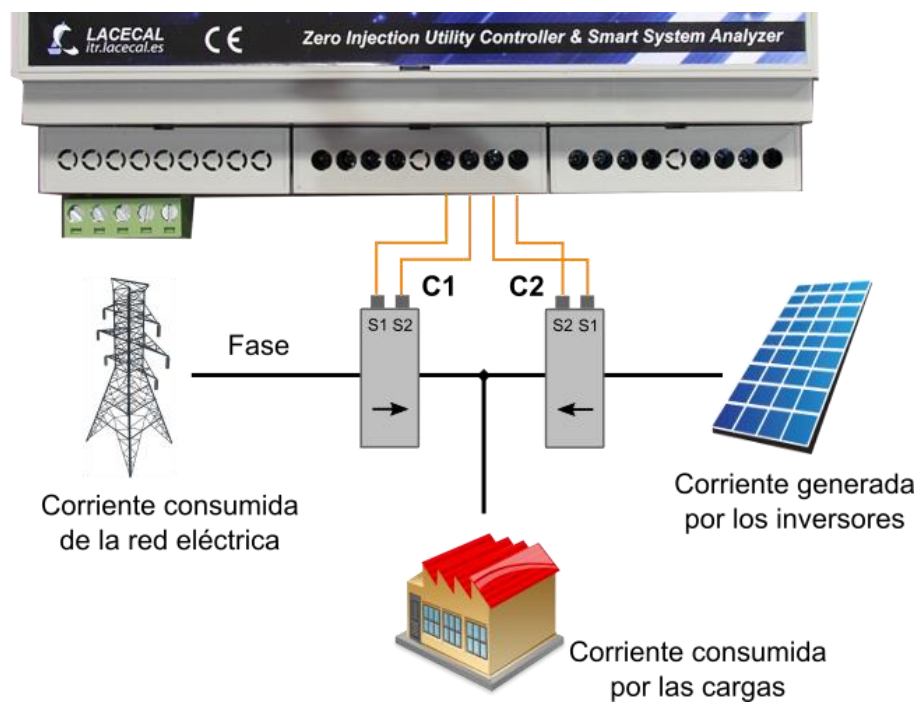 LACECAL
itr.lacecal.es
CE
Zero Injection Utility Controller & Smart System Analyzer
C1
C2
S1 S2
S2 S1
Fase
Corriente consumida
de la red eléctrica
Corriente generada
por los inversores
Corriente consumida
por las cargas